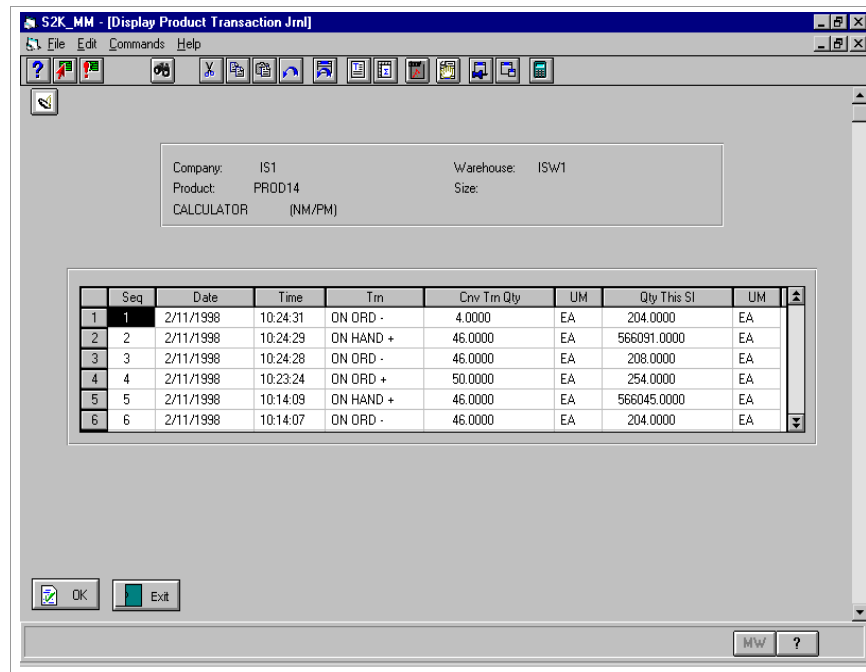 S2K_MM - [Display Product Transaction Jrnl]
File Edit Commands Help
Company: IS1 Warehouse: ISW1
Product: PROD14 Size:
CALCULATOR (NM/PM)
Seq Date Time Trn Cnv Trn Qty UM Qty This Sl UM
1 1 2/11/1998 10:24:31 ON ORD - 4.0000 EA 204.0000 EA
2 2 2/11/1998 10:24:29 ON HAND + 46.0000 EA 566091.0000 EA
3 3 2/11/1998 10:24:28 ON ORD - 46.0000 EA 208.0000 EA
4 4 2/11/1998 10:23:24 ON ORD + 50.0000 EA 254.0000 EA
5 5 2/11/1998 10:14:09 ON HAND + 46.0000 EA 566045.0000 EA
6 6 2/11/1998 10:14:07 ON ORD - 46.0000 EA 204.0000 EA
OK Exit
MW ?